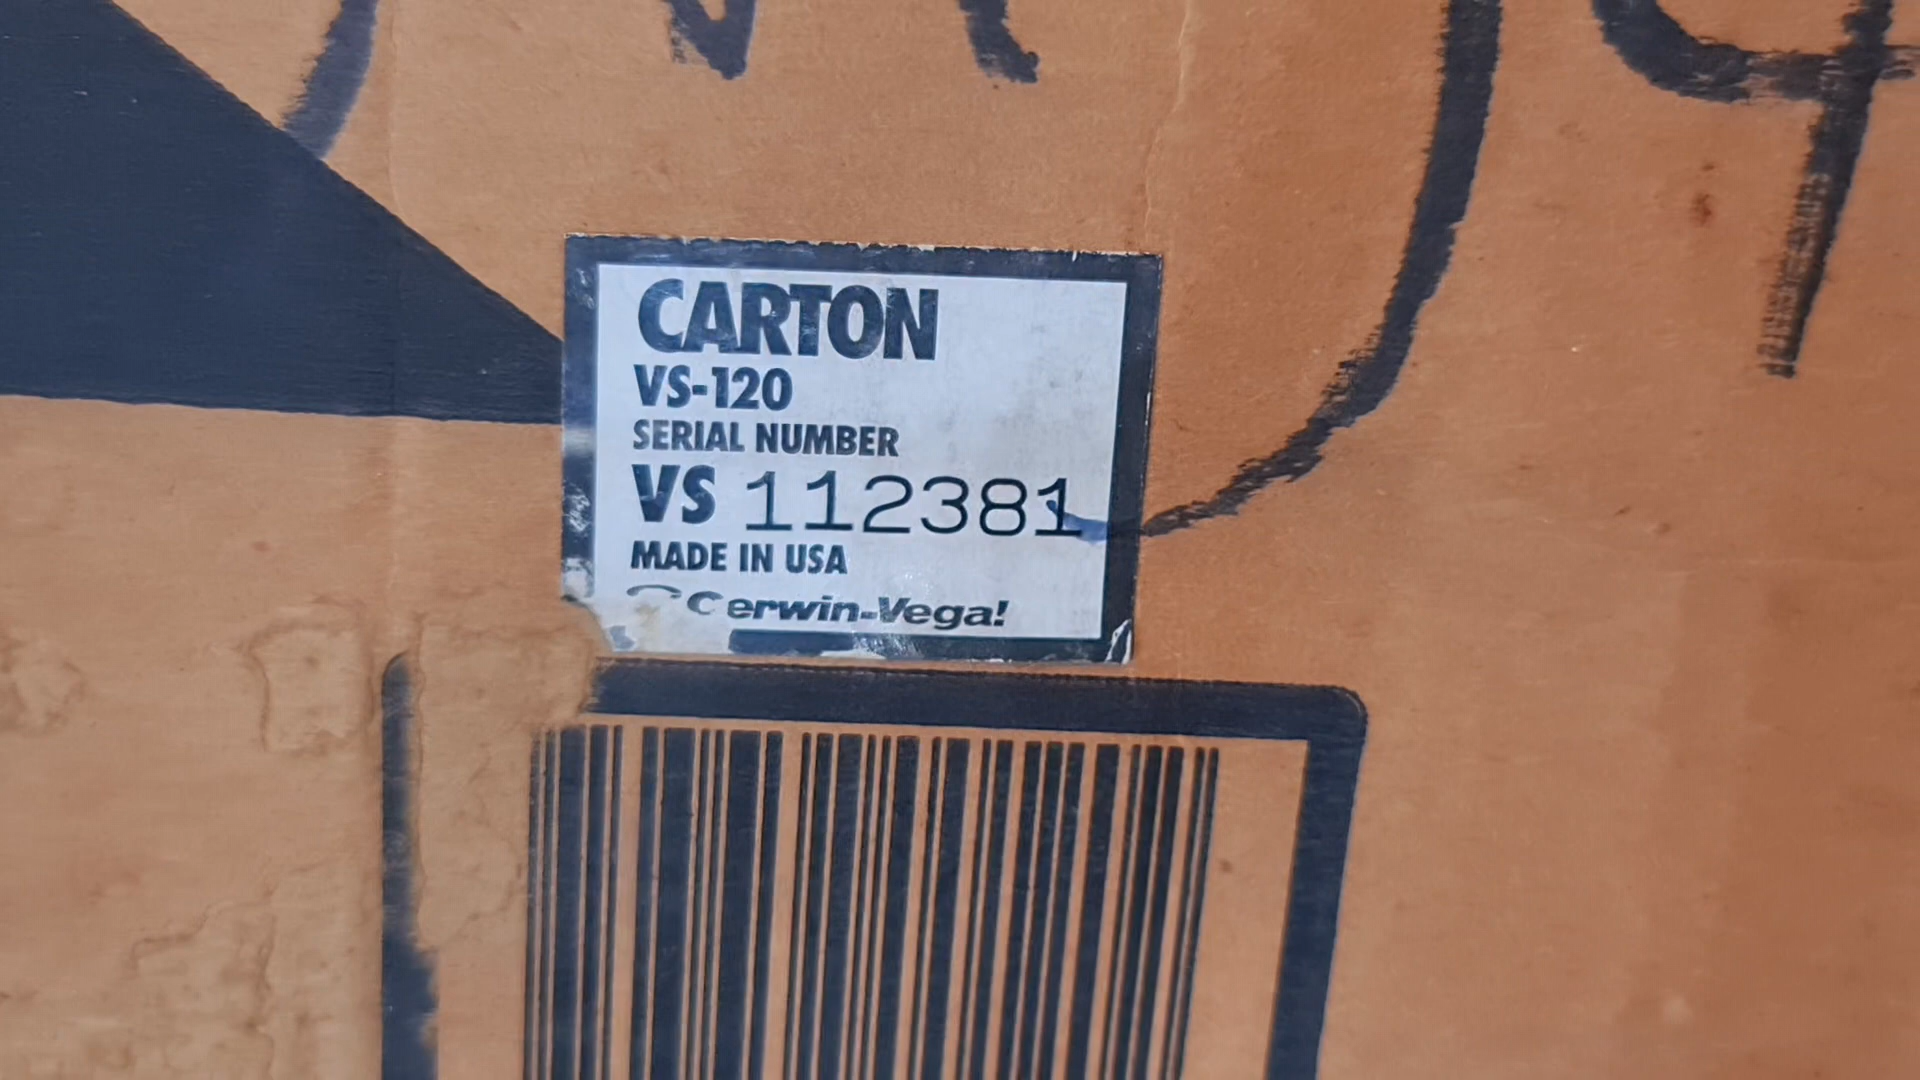 CARTON
VS-120
SERIAL NUMBER
VS 112381
MADE IN USA
Cerwin-Vega!